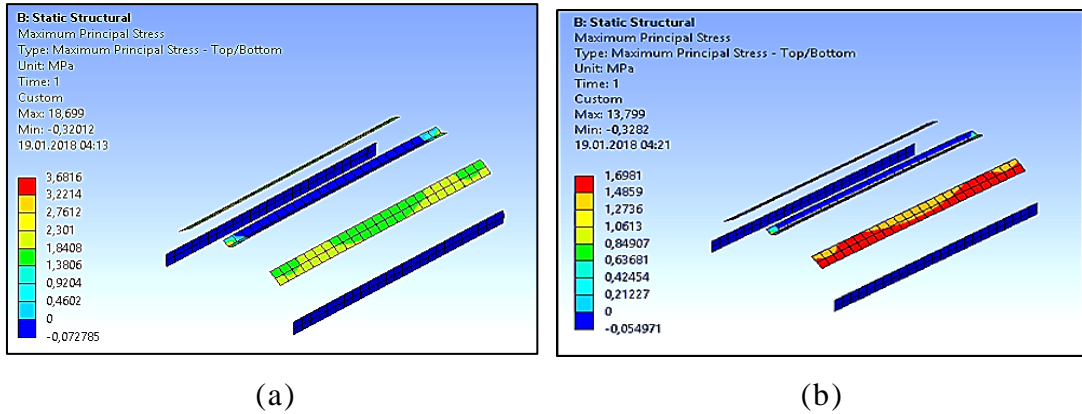 B: Static Structural
Maximum Principal Stress
Type: Maximum Principal Stress - Top/Bottom
Unit: MPa
Time: 1
Custom
Max: 18,699
Min: -0,32012
19.01.2018 04:13
3,6816
3,2214
2,7612
2,301
1,8408
1,3806
0,9204
0,4602
0
-0,072785
B: Static Structural
Maximum Principal Stress
Type: Maximum Principal Stress - Top/Bottom
Unit: MPa
Time: 1
Custom
Max: 13,799
Min: -0,3282
19.01.2018 04:21
1,6981
1,4859
1,2736
1,0613
0,84907
0,63681
0,42454
0,21227
0
-0,054971
(a)
(b)